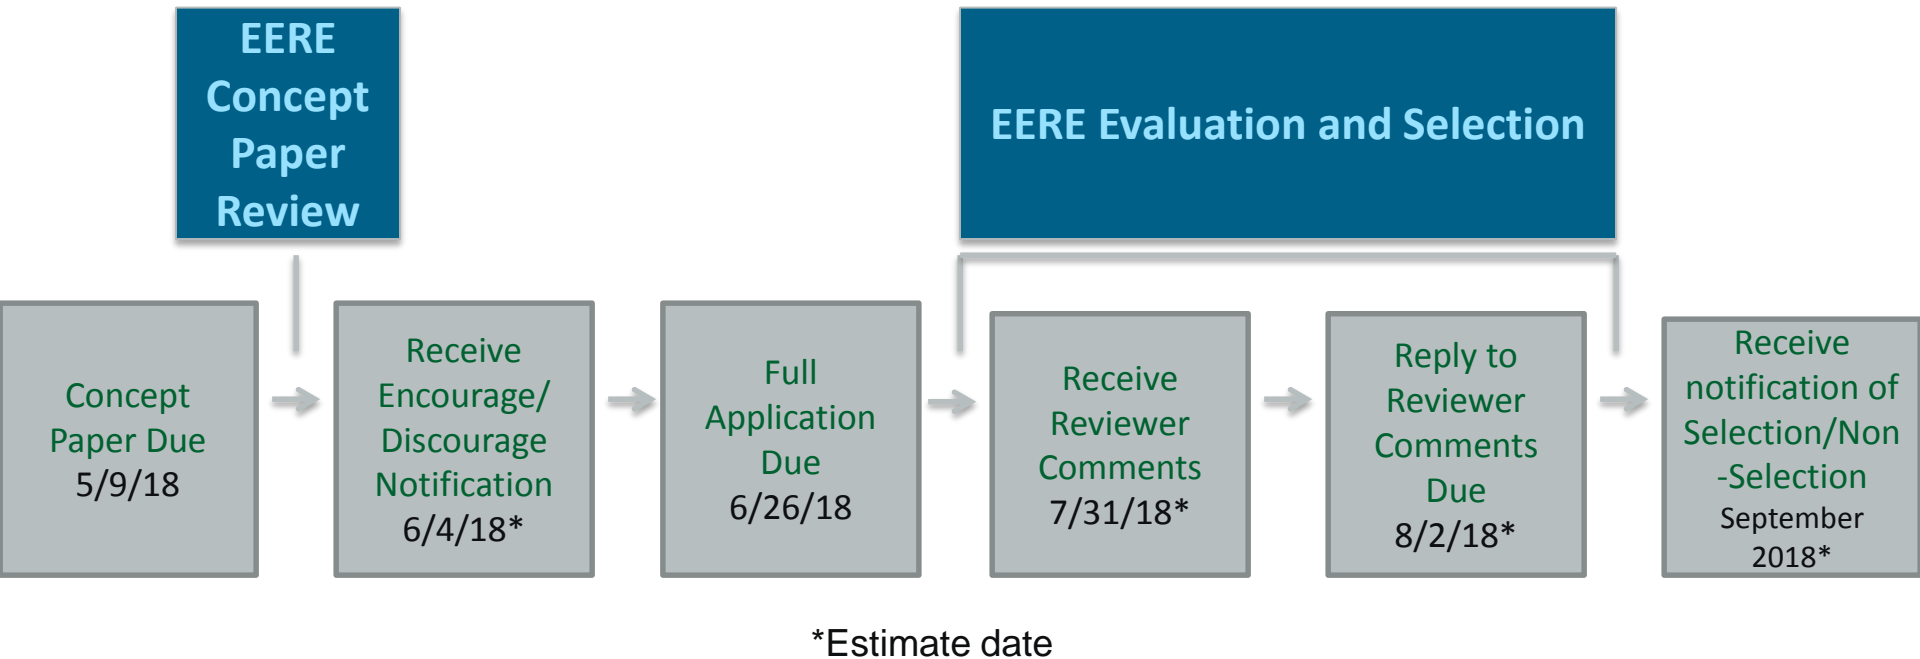 EERE
Concept
Paper
Review
EERE Evaluation and Selection
Concept
Paper Due
5/9/18
Receive
Encourage/
Discourage
Notification
6/4/18*
Full
Application
Due
6/26/18
Receive
Reviewer
Comments
7/31/18*
Reply to
Reviewer
Comments
Due
8/2/18*
Receive
notification of
Selection/Non
-Selection
September
2018*
*Estimate date